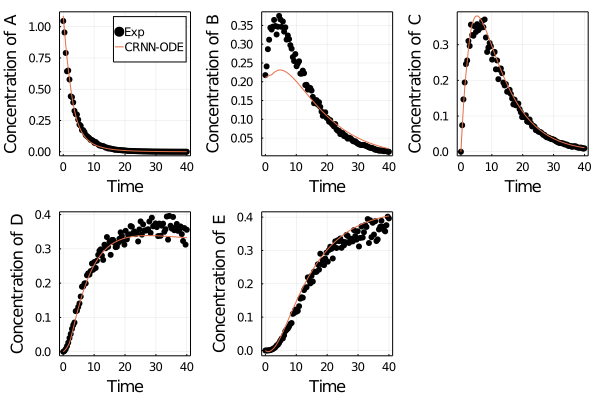 Concentration of A
1.00
0.75
0.50
0.25
0.00
0 10 20 30 40
Time
Exp
CRNN-ODE
Concentration of B
0.35
0.30
0.25
0.20
0.15
0.10
0.05
0 10 20 30 40
Time
Concentration of C
0.3
0.2
0.1
0.0
0 10 20 30 40
Time
Concentration of D
0.4
0.3
0.2
0.1
0.0
0 10 20 30 40
Time
Concentration of E
0.4
0.3
0.2
0.1
0.0
0 10 20 30 40
Time